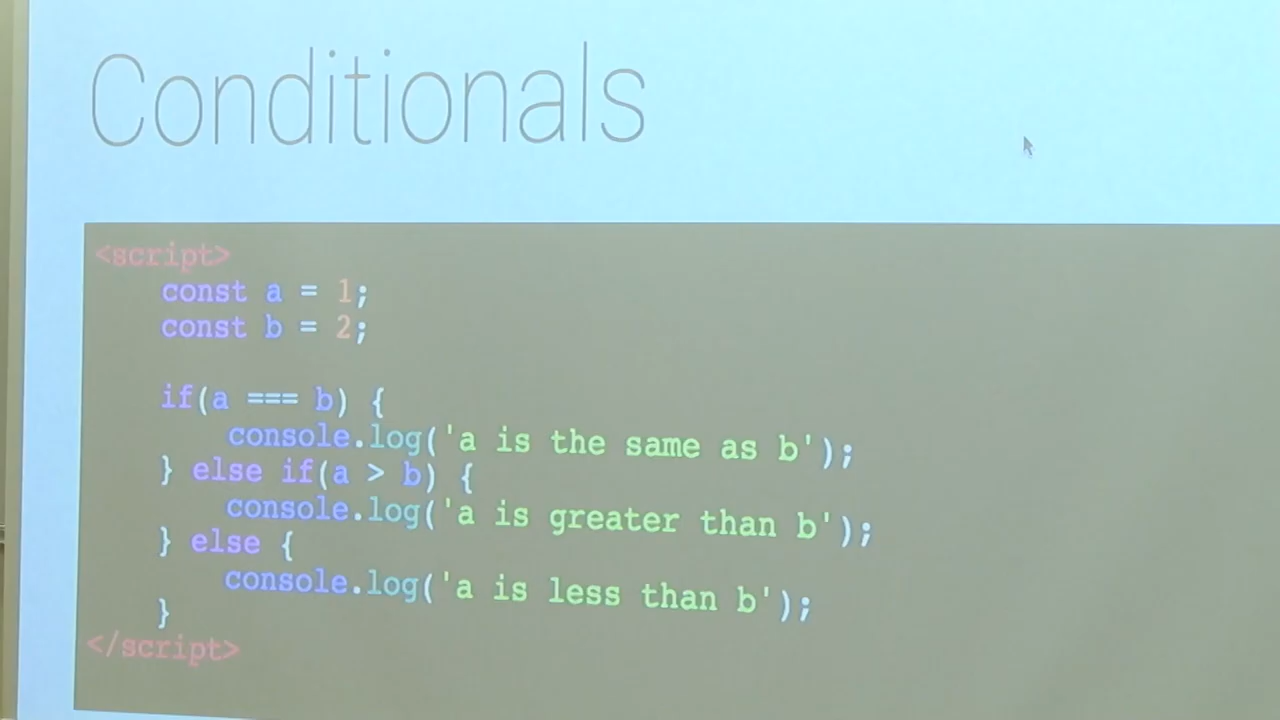 Conditionals
<script>
const a = 1;
const b = 2;
if(a === b) {
console.log('a is the same as b');
} else if(a > b) {
console.log('a is greater than b');
} else {
console.log('a is less than b');
}
</script>